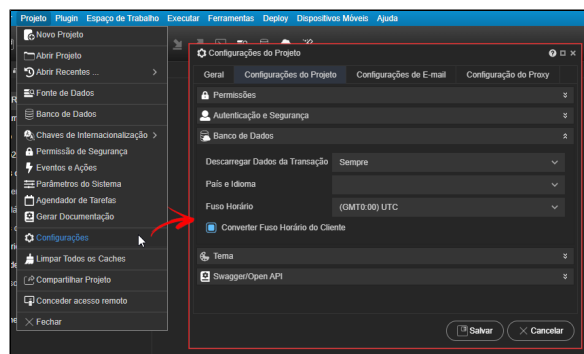 Projeto Plugin Espaço de Trabalho Executar Ferramentas Deploy Dispositivos Móveis Ajuda
Novo Projeto
Abrir Projeto
Abrir Recentes ... >
Fonte de Dados
Banco de Dados
Chaves de Internacionalização >
Permissão de Segurança
Eventos e Ações
Parâmetros do Sistema
Agendador de Tarefas
Gerar Documentação
Configurações
Limpar Todos os Caches
Compartilhar Projeto
Conceder acesso remoto
Fechar
Configurações do Projeto
Geral Configurações do Projeto Configurações de E-mail Configuração do Proxy
Permissões
Autenticação e Segurança
Banco de Dados
Descarregar Dados da Transação Sempre
País e Idioma
Fuso Horário (GMT0:00) UTC
Converter Fuso Horário do Cliente
Tema
Swagger/Open API
Salvar Cancelar